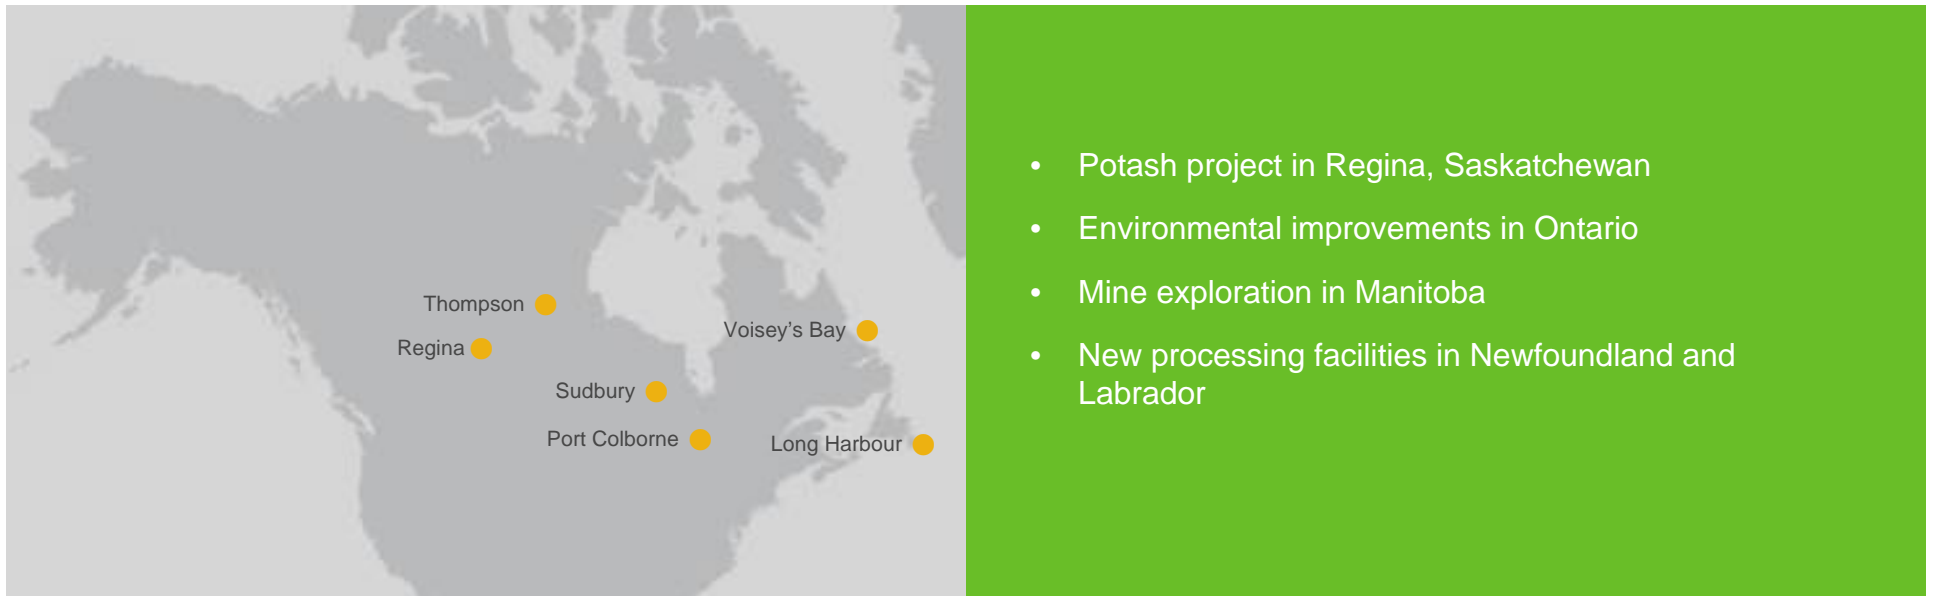 Thompson
Regina
Voisey’s Bay
Sudbury
Port Colborne
Long Harbour
• Potash project in Regina, Saskatchewan
• Environmental improvements in Ontario
• Mine exploration in Manitoba
• New processing facilities in Newfoundland and
Labrador